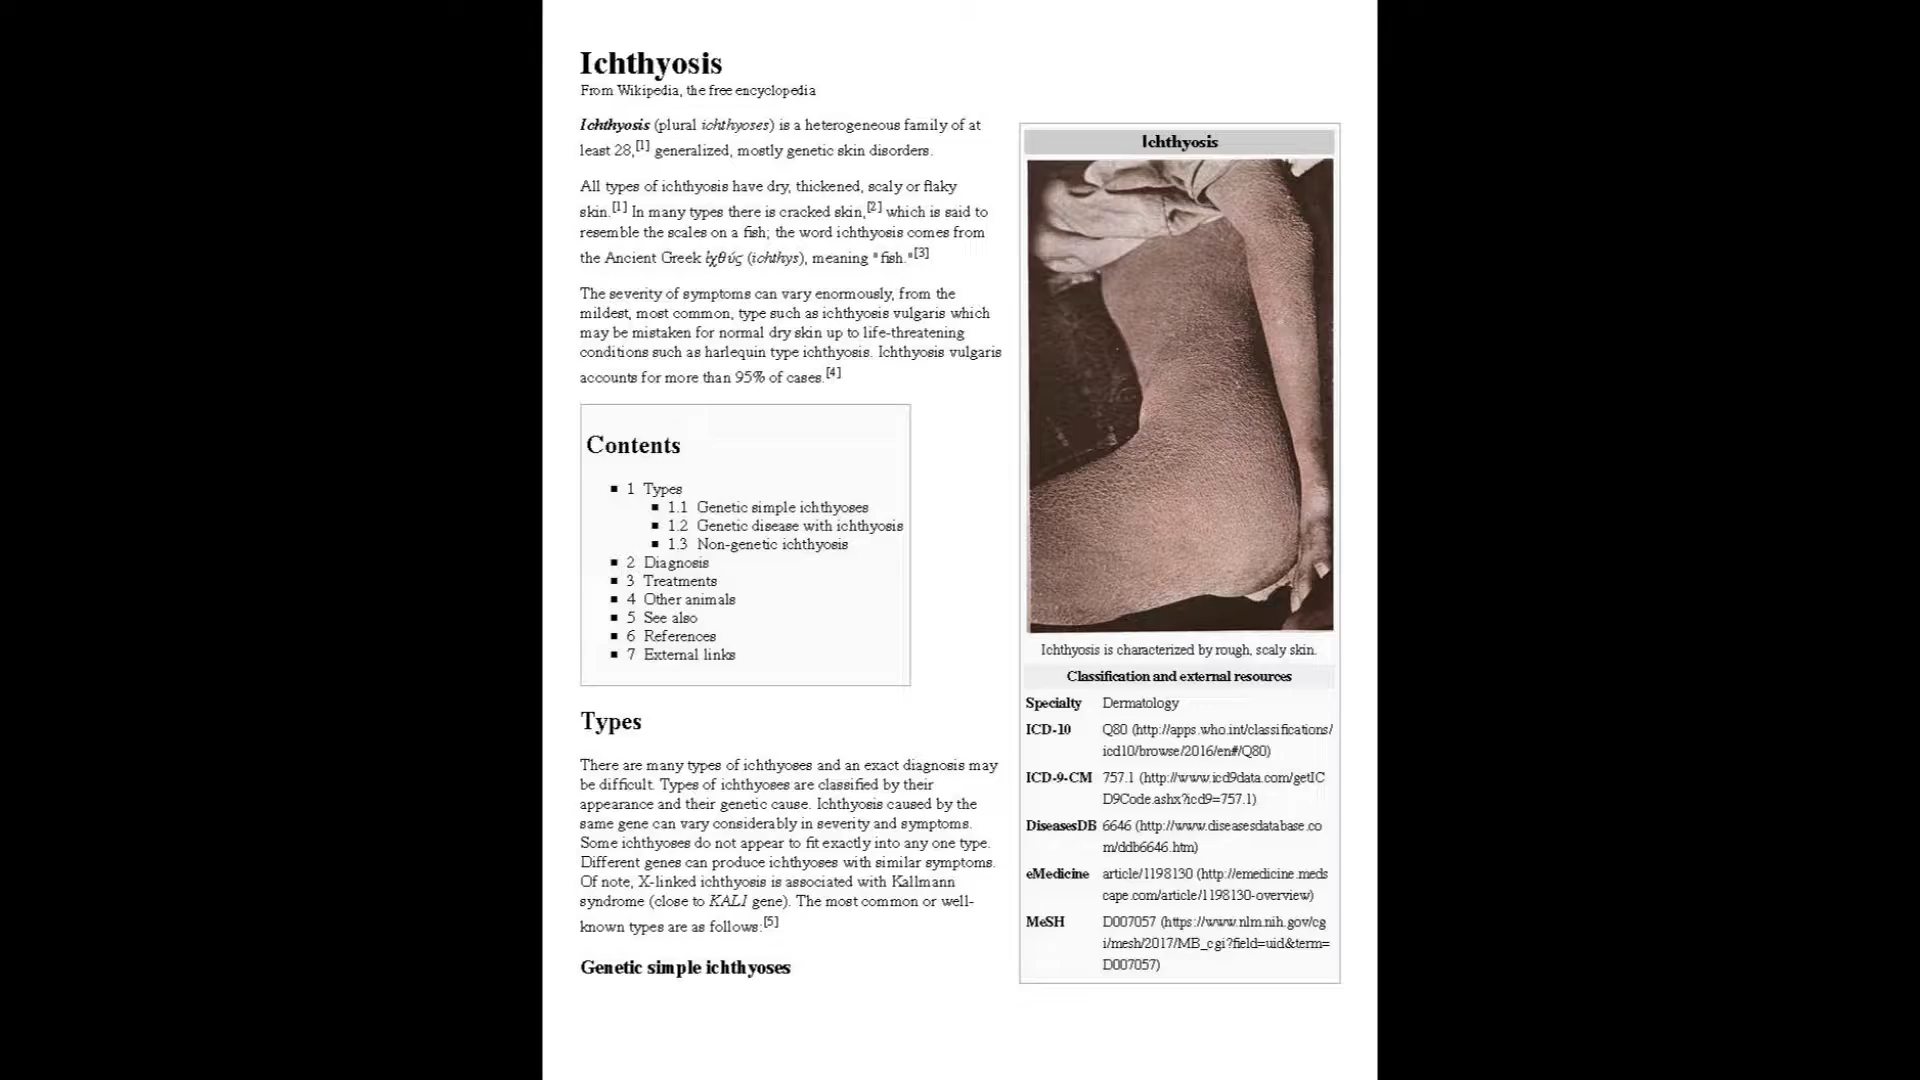 Ichthyosis
From Wikipedia, the free encyclopedia
Ichthyosis (plural ichthyoses) is a heterogeneous family of at
least 28,[1] generalized, mostly genetic skin disorders.
All types of ichthyosis have dry, thickened, scaly or flaky
skin.[1] In many types there is cracked skin,[2] which is said to
resemble the scales on a fish; the word ichthyosis comes from
the Ancient Greek ἰχθύς (ichthys), meaning "fish."[3]
The severity of symptoms can vary enormously, from the
mildest, most common, type such as ichthyosis vulgaris which
may be mistaken for normal dry skin up to life-threatening
conditions such as harlequin type ichthyosis. Ichthyosis vulgaris
accounts for more than 95% of cases.[4]
Contents
1 Types
1.1 Genetic simple ichthyoses
1.2 Genetic disease with ichthyosis
1.3 Non-genetic ichthyosis
2 Diagnosis
3 Treatments
4 Other animals
5 See also
6 References
7 External links
Types
There are many types of ichthyoses and an exact diagnosis may
be difficult. Types of ichthyoses are classified by their
appearance and their genetic cause. Ichthyosis caused by the
same gene can vary considerably in severity and symptoms.
Some ichthyoses do not appear to fit exactly into any one type.
Different genes can produce ichthyoses with similar symptoms.
Of note, X-linked ichthyosis is associated with Kallmann
syndrome (close to KAL1 gene). The most common or well-
known types are as follows:[5]
Genetic simple ichthyoses
Ichthyosis
Ichthyosis is characterized by rough, scaly skin.
Classification and external resources
Specialty Dermatology
ICD-10 Q80 (http://apps.who.int/classifications/
icd10/browse/2016/en#/Q80)
ICD-9-CM 757.1 (http://www.icd9data.com/getIC
D9Code.ashx?icd9=757.1)
DiseasesDB 6646 (http://www.diseasesdatabase.co
m/ddb6646.htm)
eMedicine article/1198130 (http://emedicine.meds
cape.com/article/1198130-overview)
MeSH D007057 (https://www.nlm.nih.gov/cg
i/mesh/2017/MB_cgi?field=uid&term=
D007057)